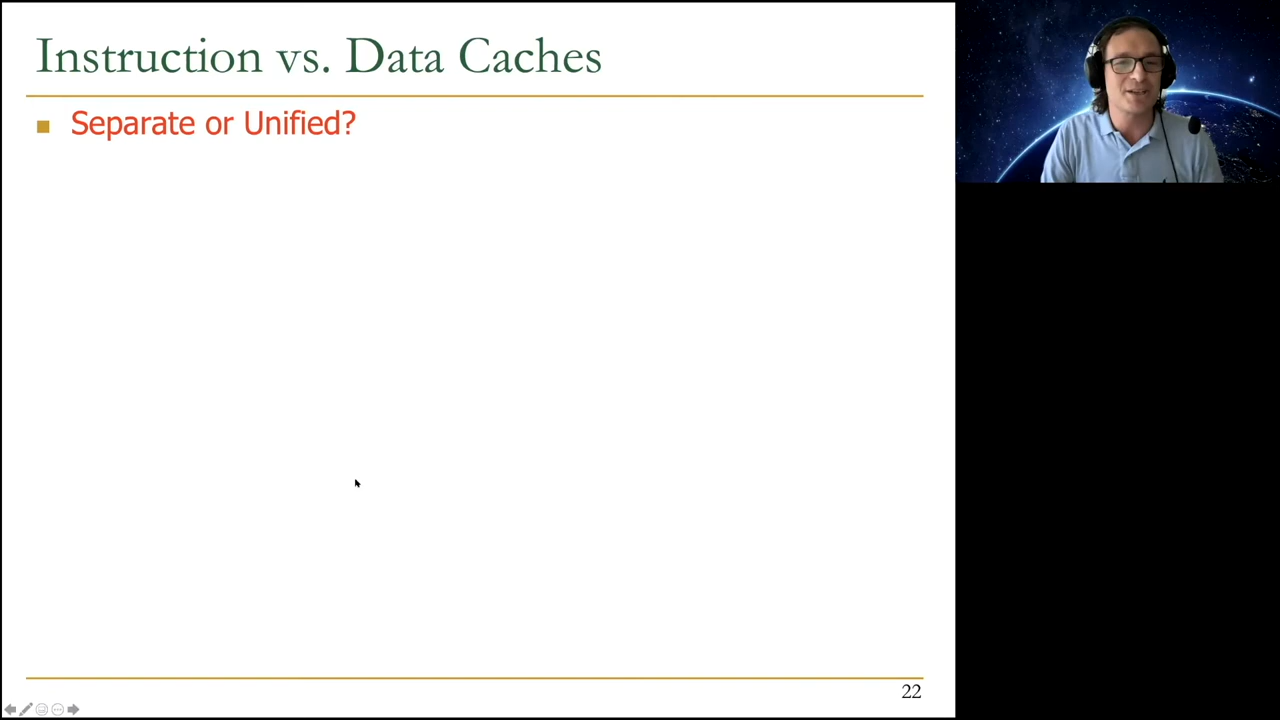 Instruction vs. Data Caches
Separate or Unified?
22